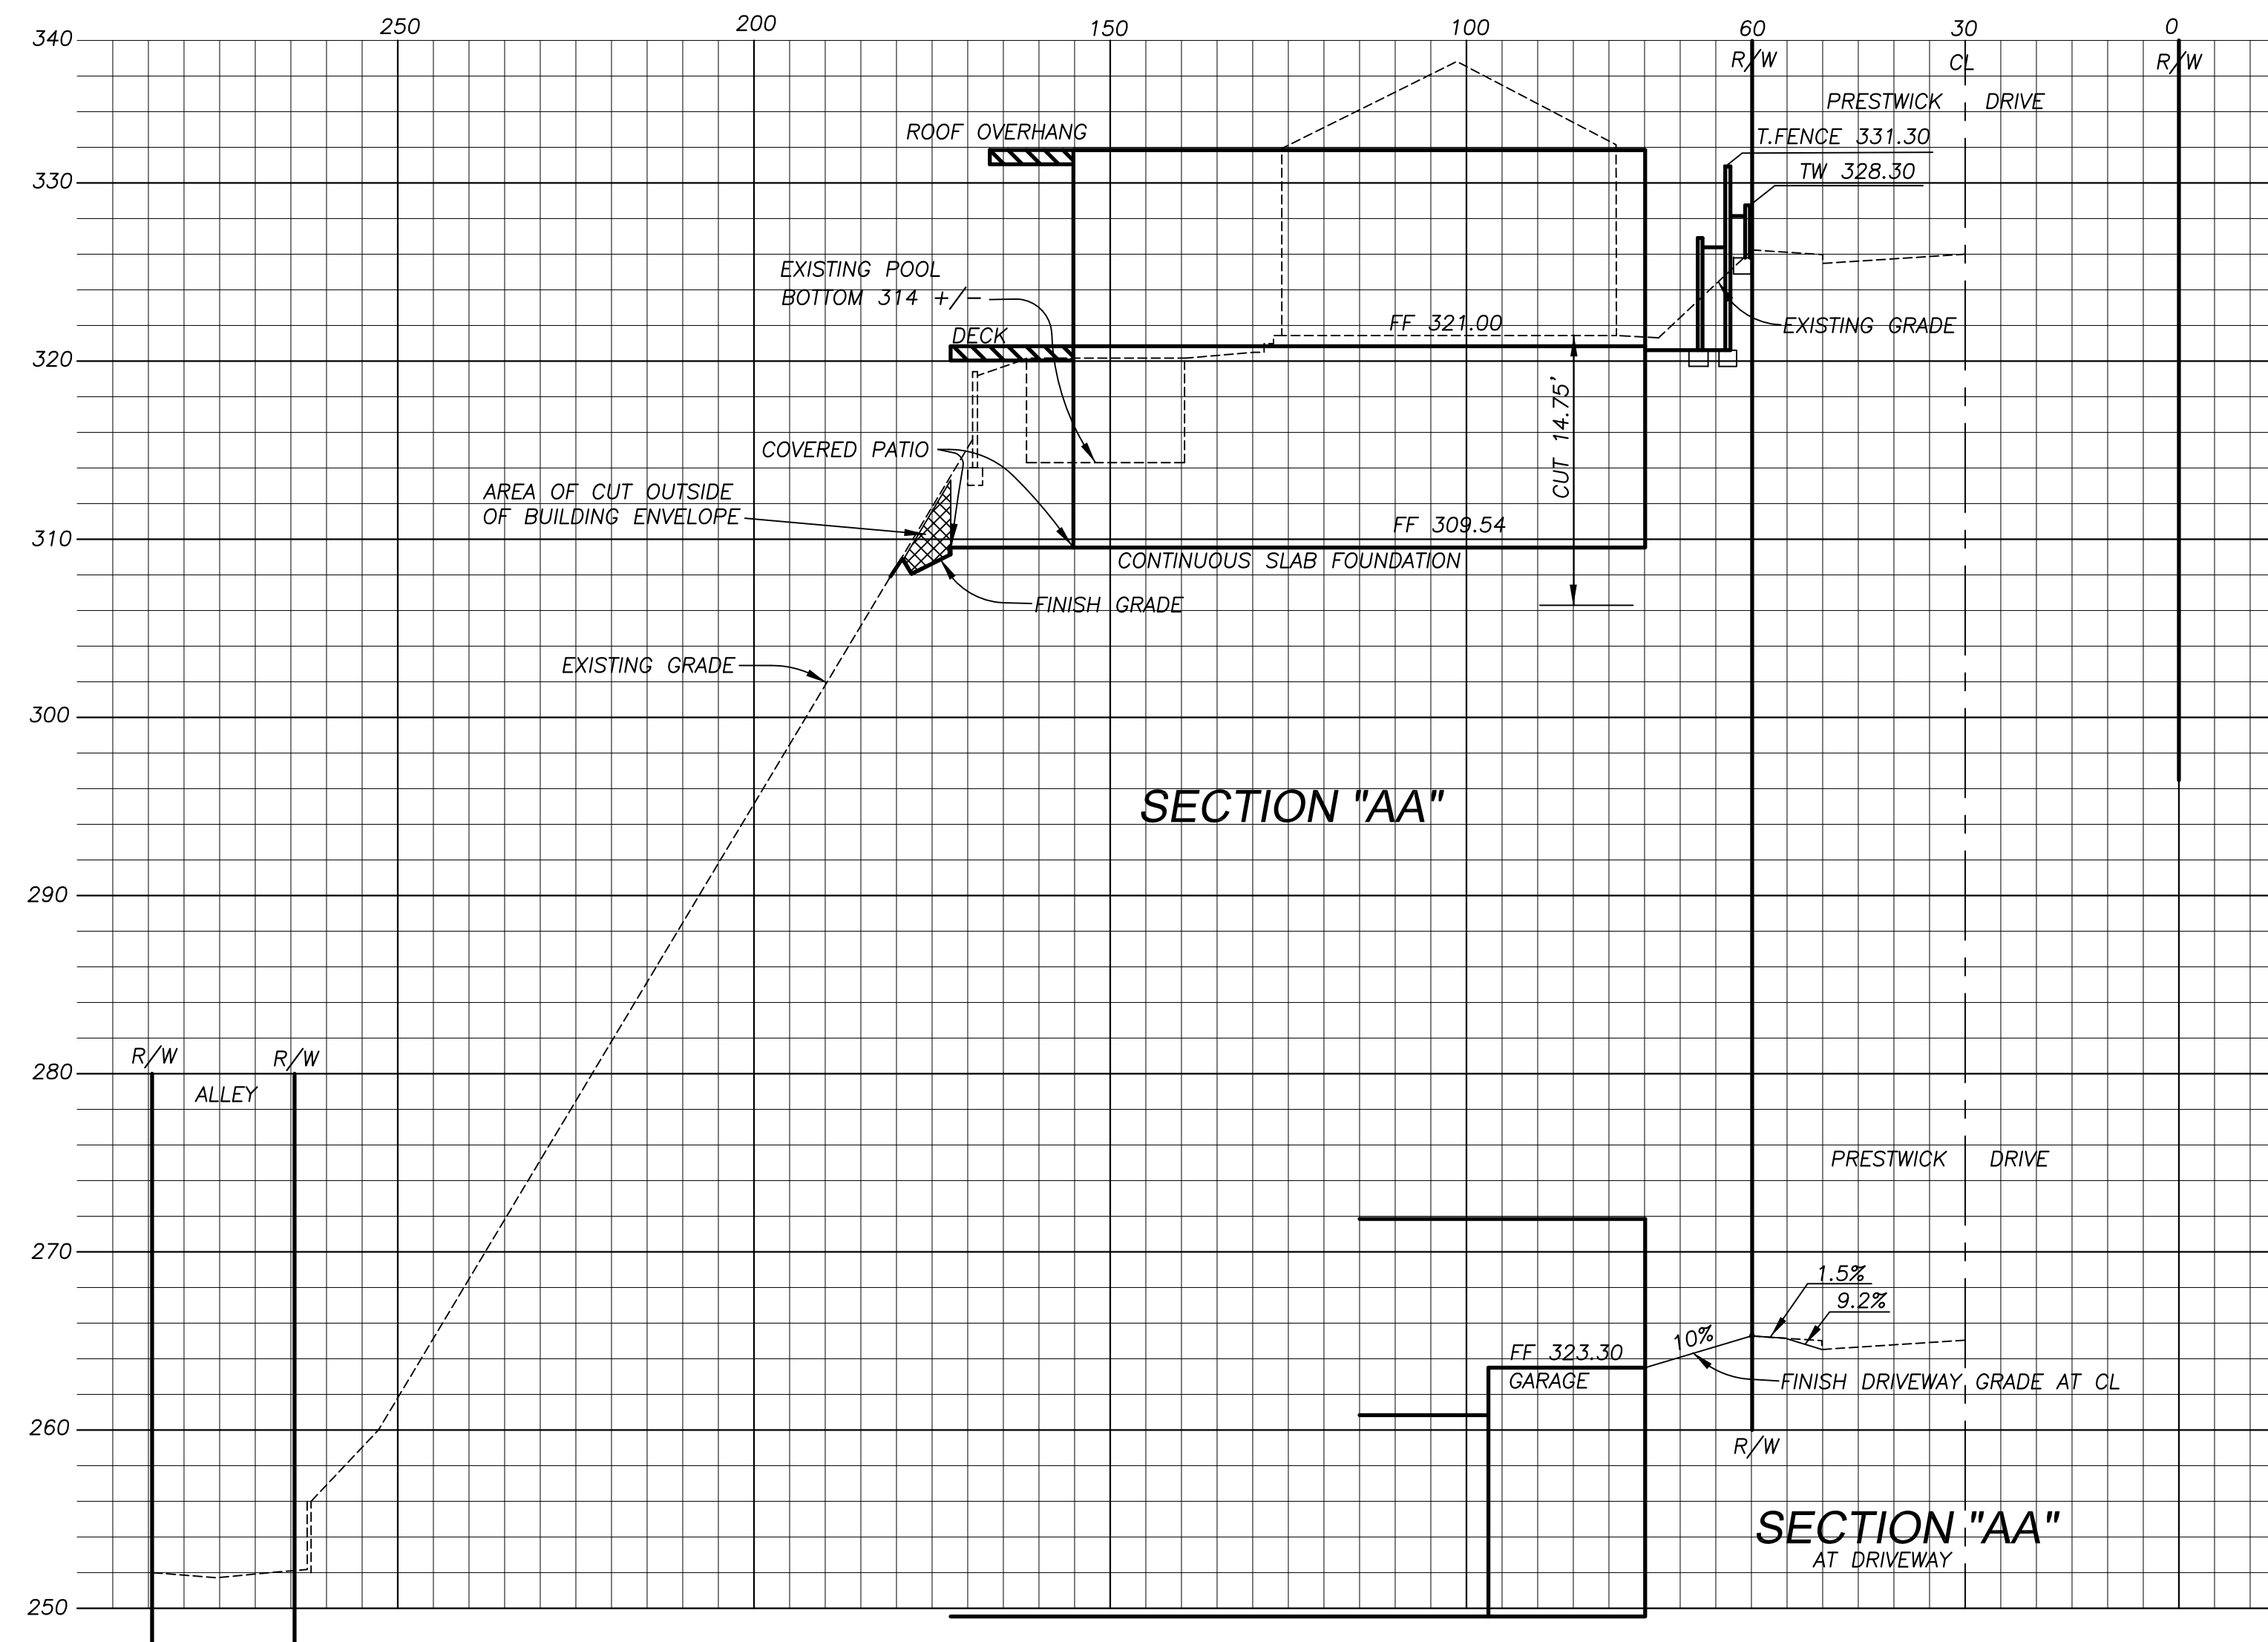 250 200 150 100 60 30 0
340
R/W CL R/W
PRESTWICK DRIVE
ROOF OVERHANG
T.FENCE 331.30
TW 328.30
330
EXISTING POOL
BOTTOM 314 +/-
DECK
FF 321.00
EXISTING GRADE
320
CUT 14.75'
COVERED PATIO
AREA OF CUT OUTSIDE
OF BUILDING ENVELOPE
FF 309.54
310
CONTINUOUS SLAB FOUNDATION
FINISH GRADE
EXISTING GRADE
300
SECTION "AA"
290
R/W R/W
280
ALLEY
PRESTWICK DRIVE
270
1.5%
9.2%
10%
FF 323.30
GARAGE
FINISH DRIVEWAY GRADE AT CL
260
R/W
SECTION "AA"
AT DRIVEWAY
250